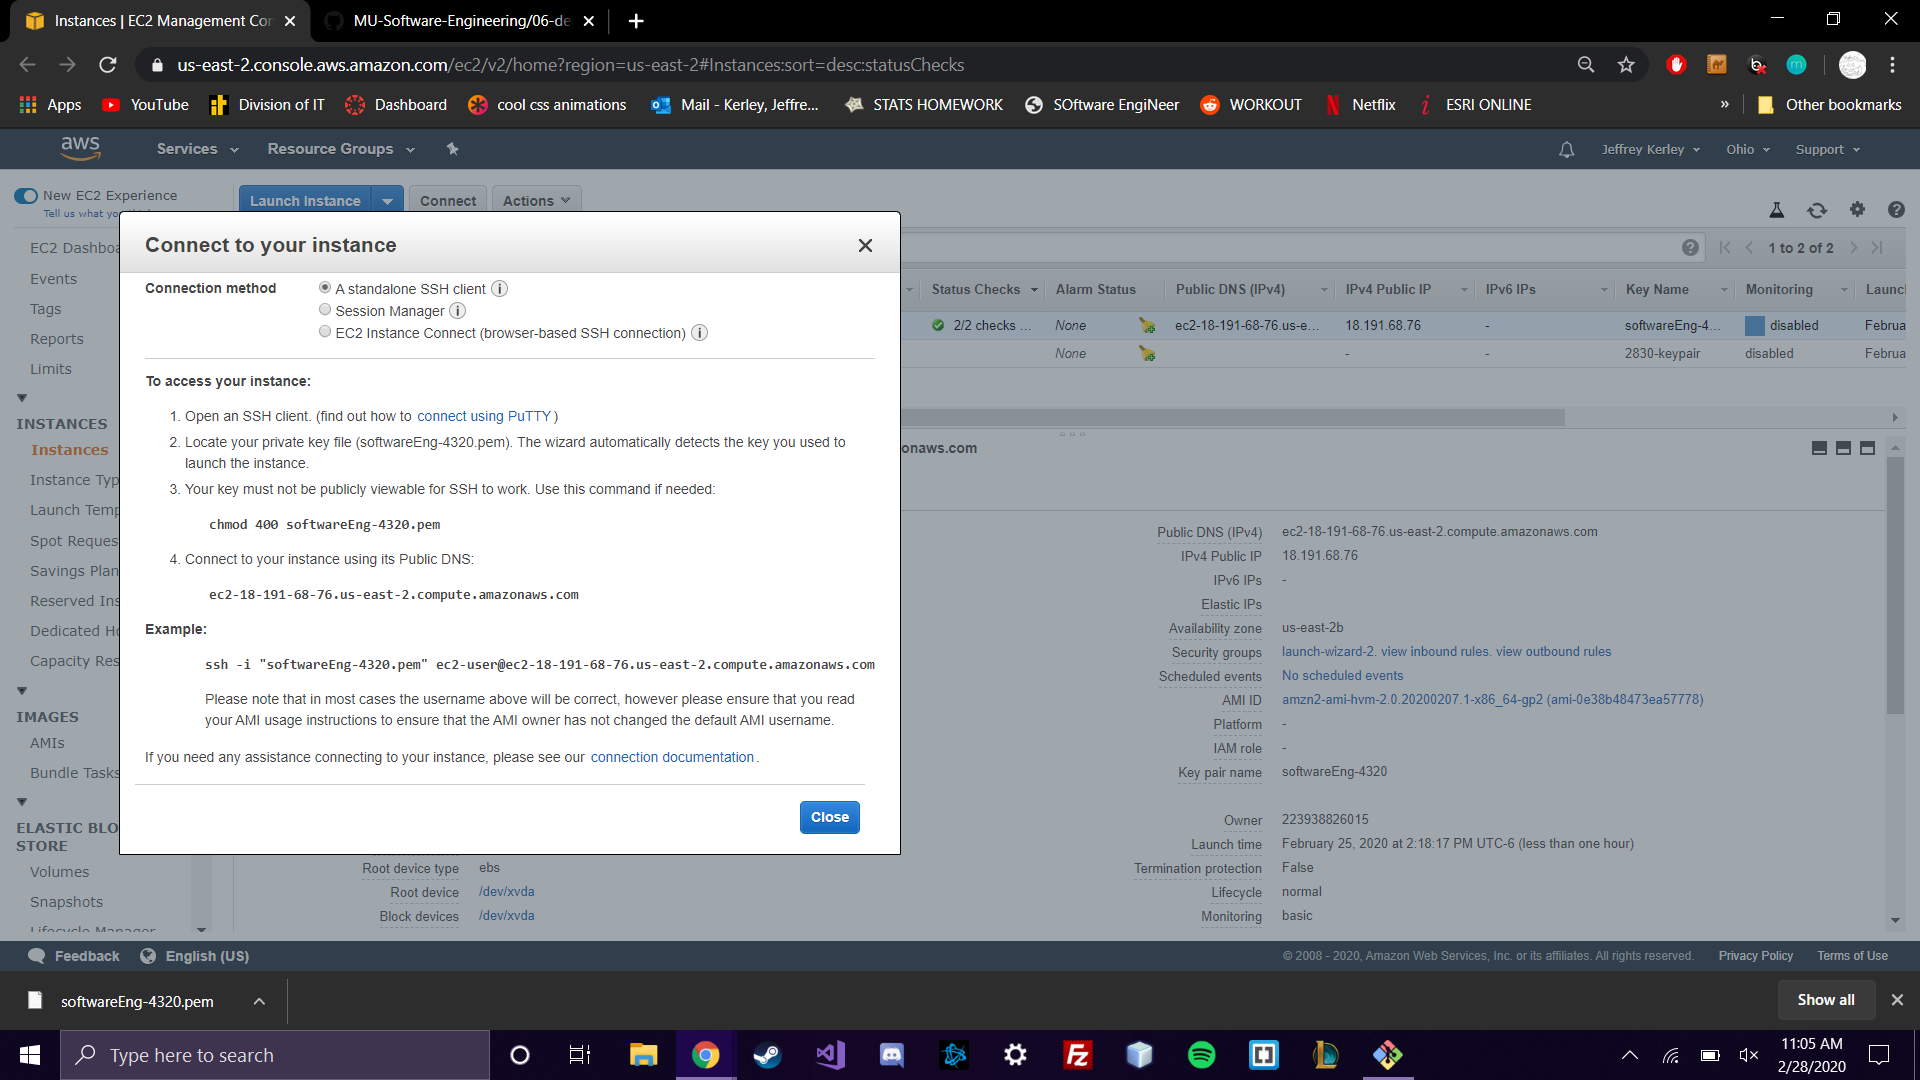 Instances | EC2 Management Con
MU-Software-Engineering/06-de
us-east-2.console.aws.amazon.com/ec2/v2/home?region=us-east-2#Instances:sort=desc:statusChecks
Apps YouTube Division of IT Dashboard cool css animations Mail - Kerley, Jeffre... STATS HOMEWORK SOftware EngiNeer WORKOUT Netflix ESRI ONLINE » Other bookmarks
aws Services Resource Groups Jeffrey Kerley Ohio Support
New EC2 Experience
Tell us what you
Launch Instance Connect Actions
EC2 Dashbo
Events
Tags
Reports
Limits
INSTANCES
Instances
Instance Typ
Launch Temp
Spot Reques
Savings Plan
Reserved Ins
Dedicated Ho
Capacity Res
IMAGES
AMIs
Bundle Tasks
ELASTIC BLO
STORE
Volumes
Snapshots
Lifecycle Manager
Connect to your instance
Connection method
A standalone SSH client
Session Manager
EC2 Instance Connect (browser-based SSH connection)
To access your instance:
1. Open an SSH client. (find out how to connect using PuTTY)
2. Locate your private key file (softwareEng-4320.pem). The wizard automatically detects the key you used to
launch the instance.
3. Your key must not be publicly viewable for SSH to work. Use this command if needed:
chmod 400 softwareEng-4320.pem
4. Connect to your instance using its Public DNS:
ec2-18-191-68-76.us-east-2.compute.amazonaws.com
Example:
ssh -i "softwareEng-4320.pem" ec2-user@ec2-18-191-68-76.us-east-2.compute.amazonaws.com
Please note that in most cases the username above will be correct, however please ensure that you read
your AMI usage instructions to ensure that the AMI owner has not changed the default AMI username.
If you need any assistance connecting to your instance, please see our connection documentation.
Close
1 to 2 of 2
Status Checks Alarm Status Public DNS (IPv4) IPv4 Public IP IPv6 IPs Key Name Monitoring Launc
2/2 checks ... None ec2-18-191-68-76.us-e... 18.191.68.76 - softwareEng-4... disabled Februa
None - - 2830-keypair disabled Februa
onaws.com
Public DNS (IPv4) ec2-18-191-68-76.us-east-2.compute.amazonaws.com
IPv4 Public IP 18.191.68.76
IPv6 IPs -
Elastic IPs
Availability zone us-east-2b
Security groups launch-wizard-2. view inbound rules. view outbound rules
Scheduled events No scheduled events
AMI ID amzn2-ami-hvm-2.0.20200207.1-x86_64-gp2 (ami-0e38b48473ea57778)
Platform -
IAM role -
Key pair name softwareEng-4320
Owner 223938826015
Launch time February 25, 2020 at 2:18:17 PM UTC-6 (less than one hour)
Root device type ebs Termination protection False
Root device /dev/xvda Lifecycle normal
Block devices /dev/xvda Monitoring basic
Feedback English (US) © 2008 - 2020, Amazon Web Services, Inc. or its affiliates. All rights reserved. Privacy Policy Terms of Use
softwareEng-4320.pem Show all
Type here to search
11:05 AM
2/28/2020